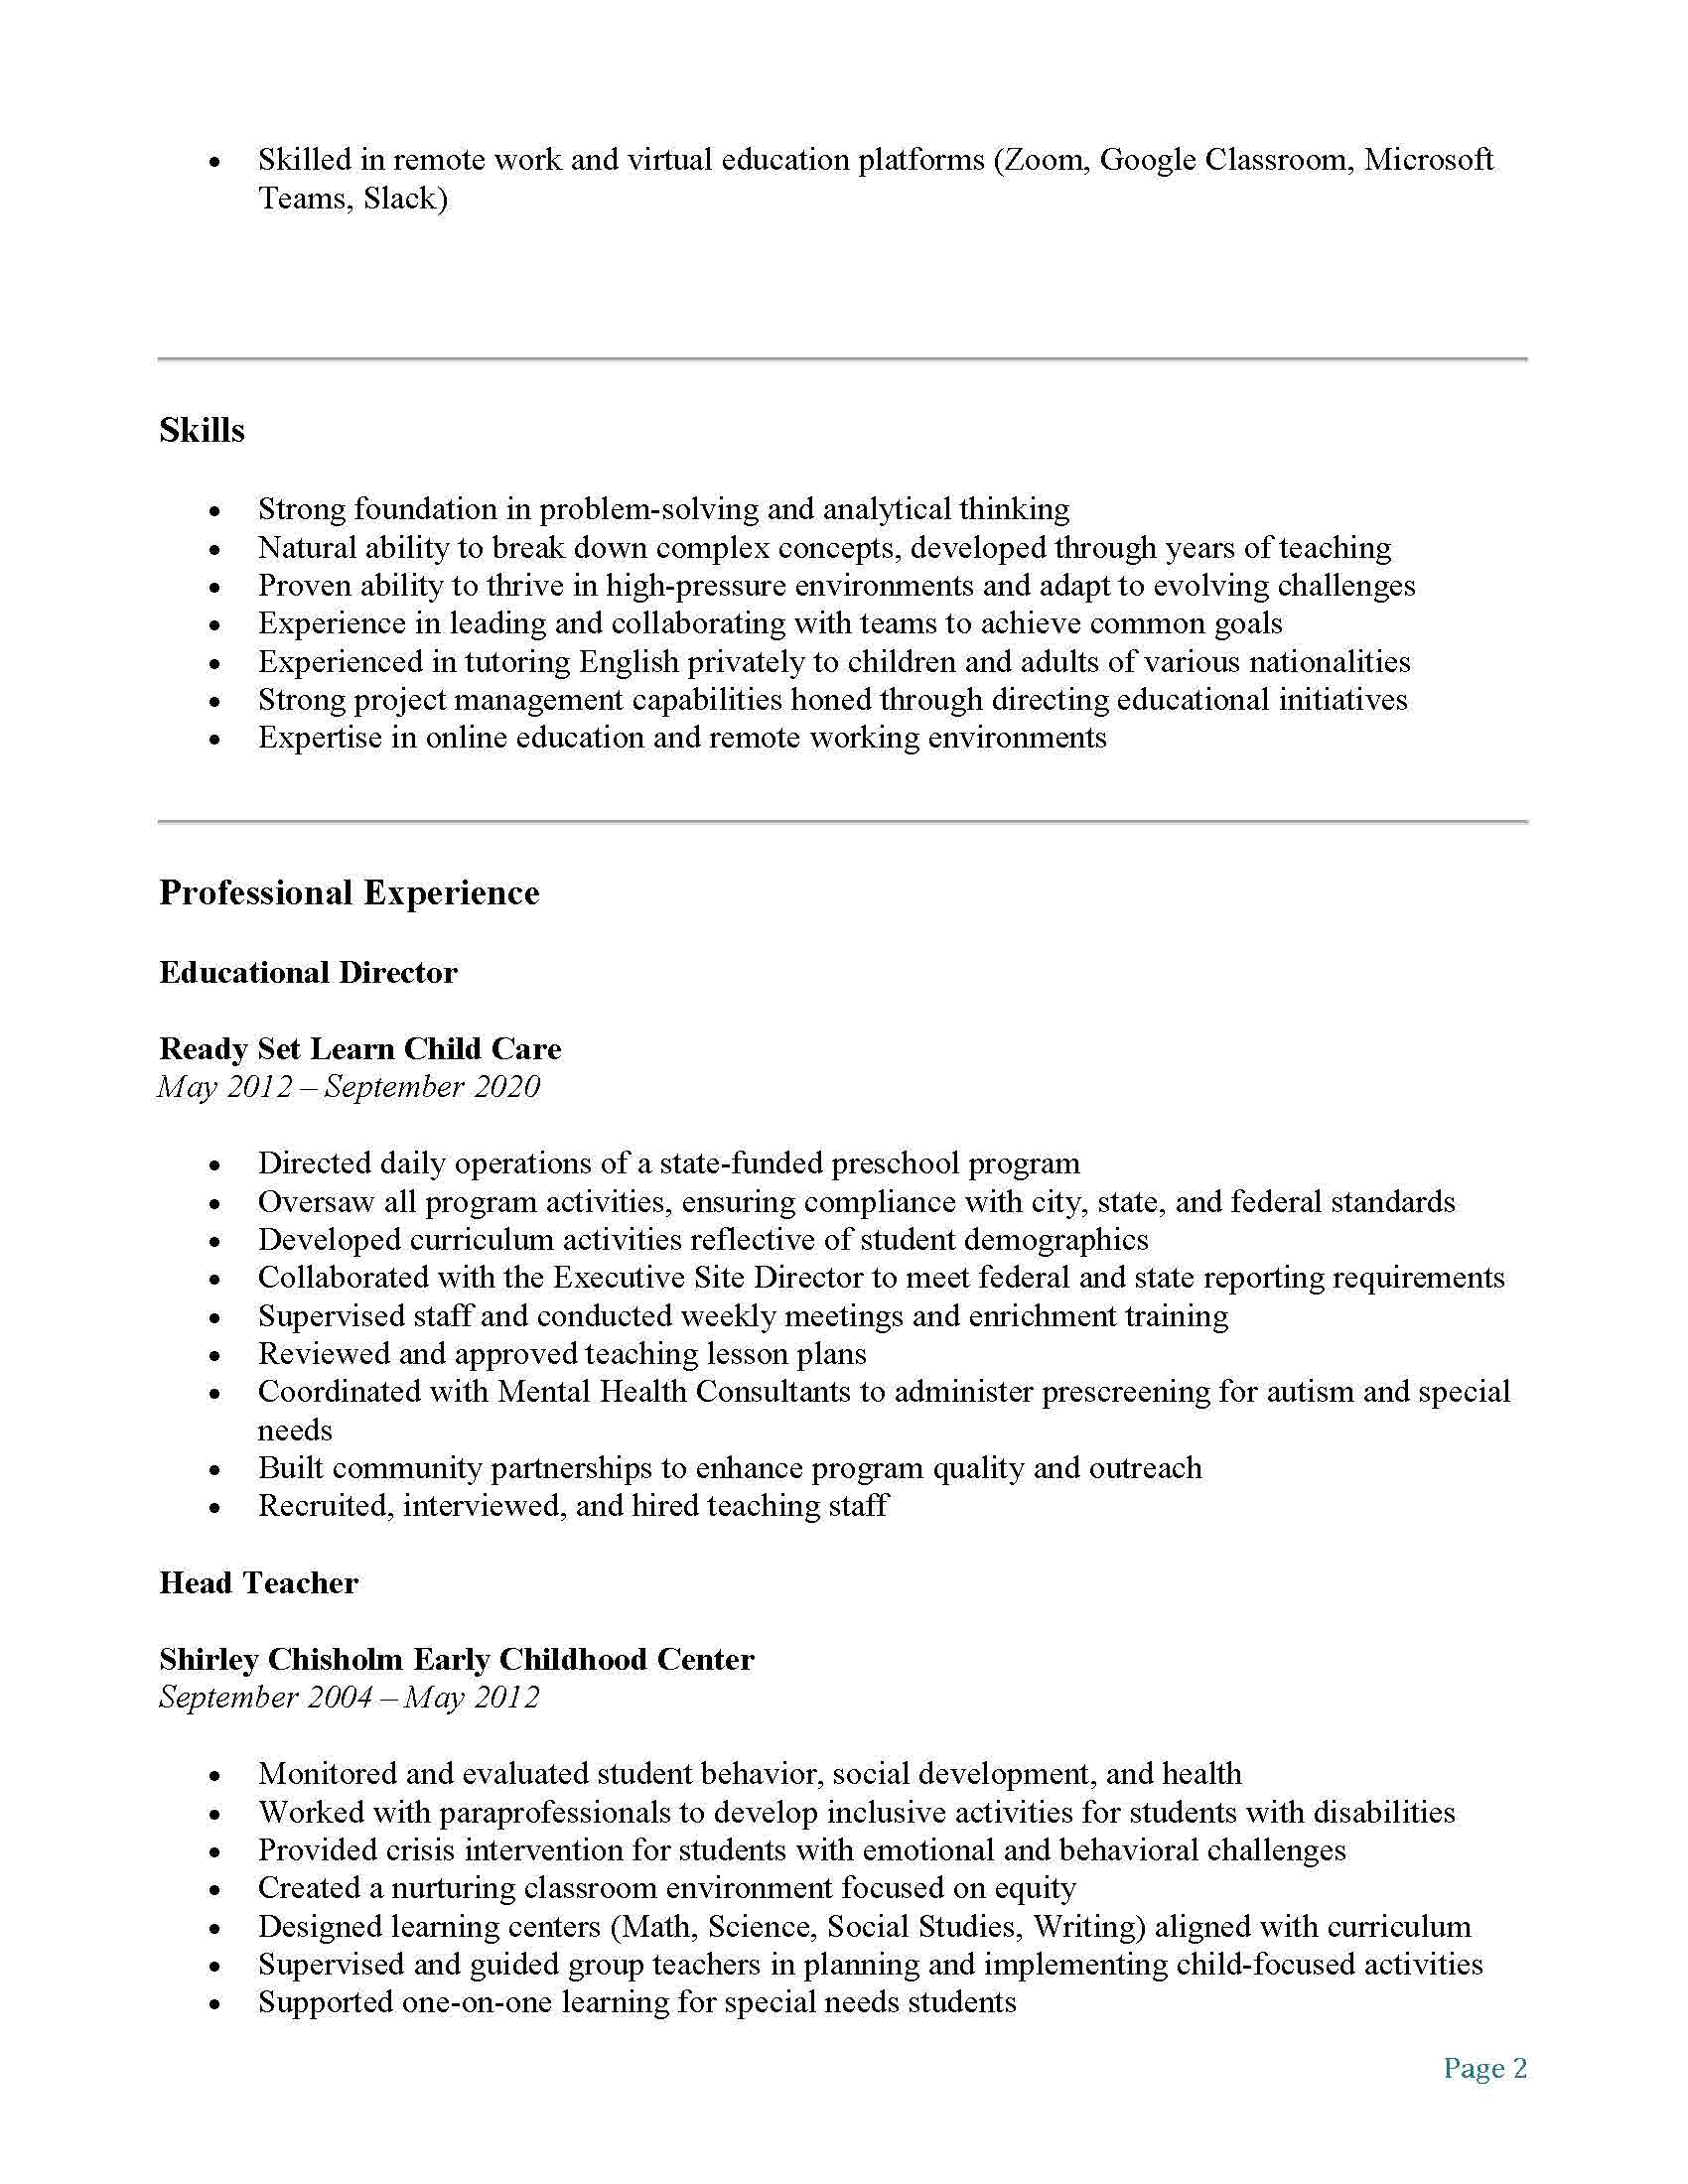 • Skilled in remote work and virtual education platforms (Zoom, Google Classroom, Microsoft
Teams, Slack)
Skills
• Strong foundation in problem-solving and analytical thinking
• Natural ability to break down complex concepts, developed through years of teaching
• Proven ability to thrive in high-pressure environments and adapt to evolving challenges
• Experience in leading and collaborating with teams to achieve common goals
• Experienced in tutoring English privately to children and adults of various nationalities
• Strong project management capabilities honed through directing educational initiatives
• Expertise in online education and remote working environments
Professional Experience
Educational Director
Ready Set Learn Child Care
May 2012 – September 2020
• Directed daily operations of a state-funded preschool program
• Oversaw all program activities, ensuring compliance with city, state, and federal standards
• Developed curriculum activities reflective of student demographics
• Collaborated with the Executive Site Director to meet federal and state reporting requirements
• Supervised staff and conducted weekly meetings and enrichment training
• Reviewed and approved teaching lesson plans
• Coordinated with Mental Health Consultants to administer prescreening for autism and special
needs
• Built community partnerships to enhance program quality and outreach
• Recruited, interviewed, and hired teaching staff
Head Teacher
Shirley Chisholm Early Childhood Center
September 2004 – May 2012
• Monitored and evaluated student behavior, social development, and health
• Worked with paraprofessionals to develop inclusive activities for students with disabilities
• Provided crisis intervention for students with emotional and behavioral challenges
• Created a nurturing classroom environment focused on equity
• Designed learning centers (Math, Science, Social Studies, Writing) aligned with curriculum
• Supervised and guided group teachers in planning and implementing child-focused activities
• Supported one-on-one learning for special needs students
Page 2